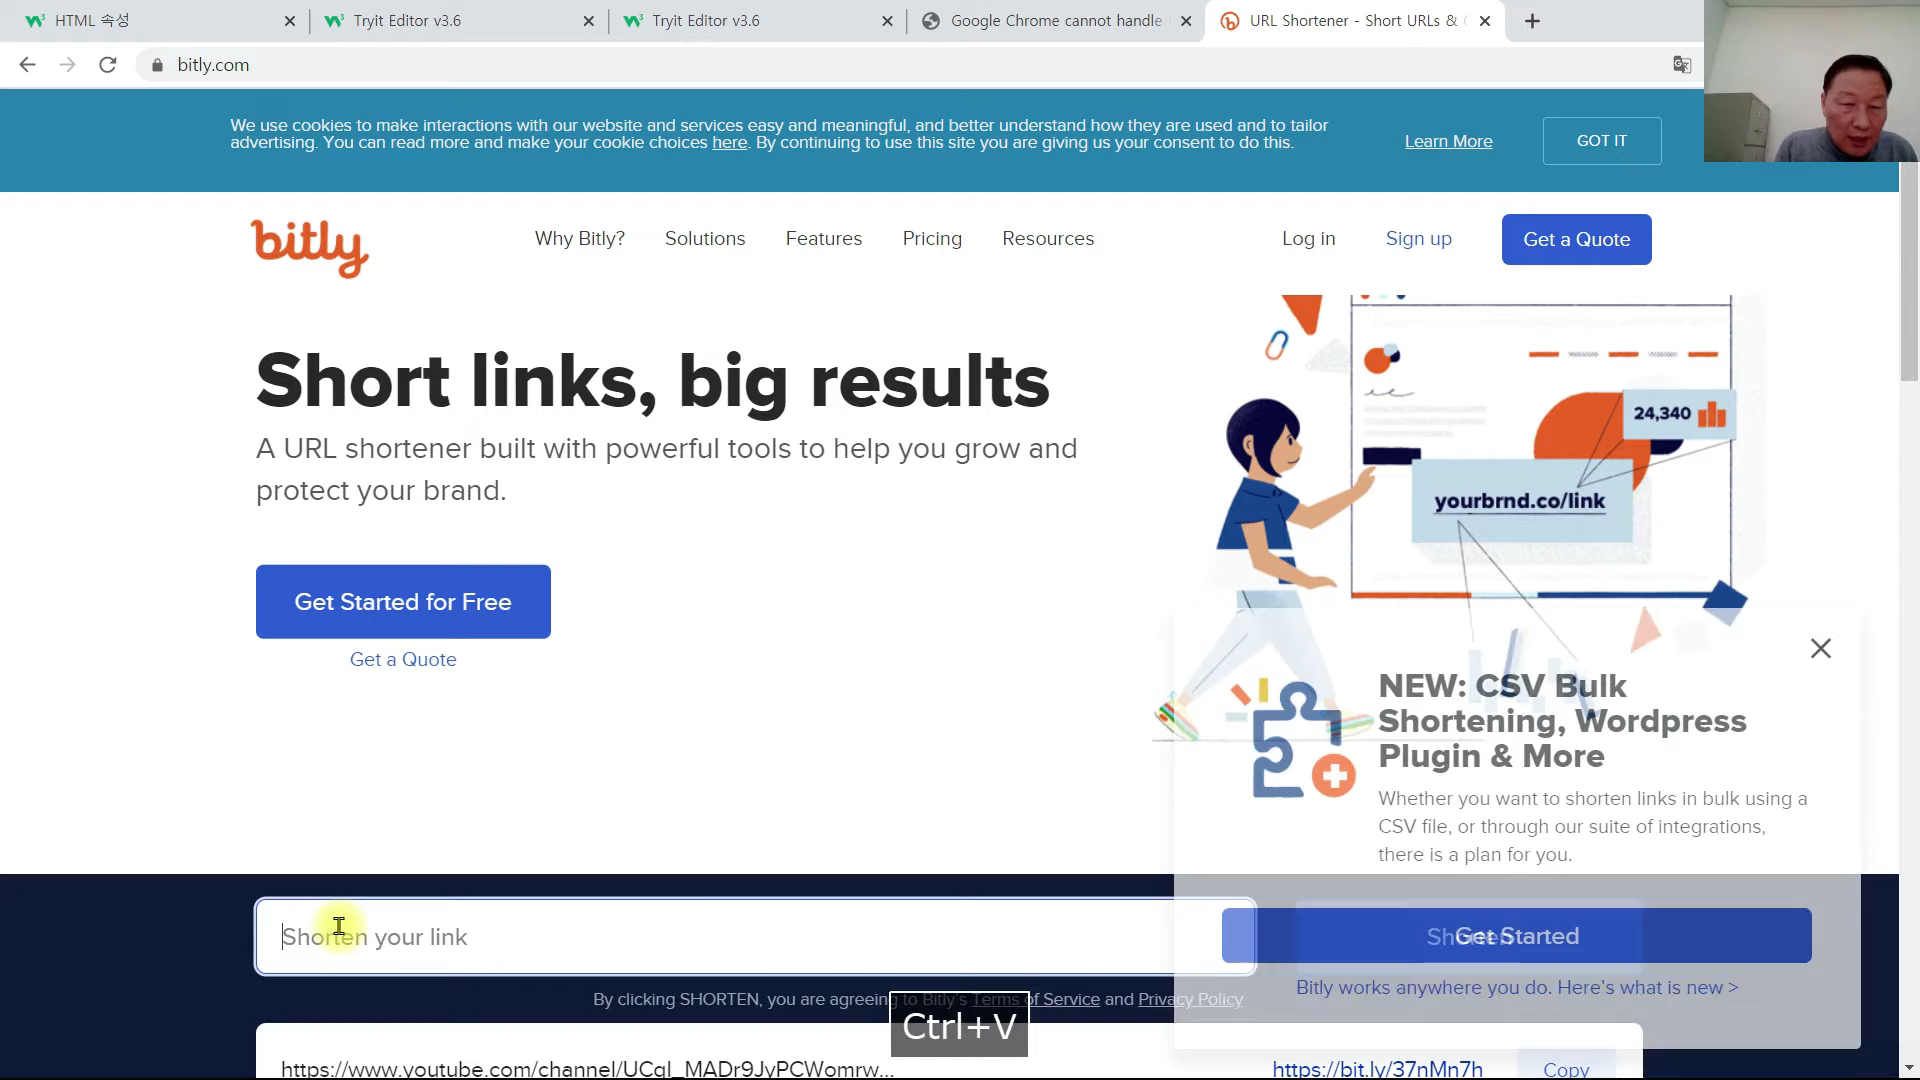 HTML 속성
Tryit Editor v3.6
Tryit Editor v3.6
Google Chrome cannot handle
URL Shortener - Short URLs &
bitly.com
We use cookies to make interactions with our website and services easy and meaningful, and better understand how they are used and to tailor
advertising. You can read more and make your cookie choices here. By continuing to use this site you are giving us your consent to do this.
Learn More
GOT IT
bitly
Why Bitly?
Solutions
Features
Pricing
Resources
Log in
Sign up
Get a Quote
Short links, big results
A URL shortener built with powerful tools to help you grow and
protect your brand.
Get Started for Free
Get a Quote
24,340
yourbrnd.co/link
NEW: CSV Bulk
Shortening, Wordpress
Plugin & More
Whether you want to shorten links in bulk using a
CSV file, or through our suite of integrations,
there is a plan for you.
Shorten your link
Shorten
Get Started
Bitly works anywhere you do. Here's what is new >
By clicking SHORTEN, you are agreeing to Bitly's Terms of Service and Privacy Policy
Ctrl+V
https://www.youtube.com/channel/UCqI_MADr9JyPCWomrw...
https://bit.ly/37nMn7h
Copy